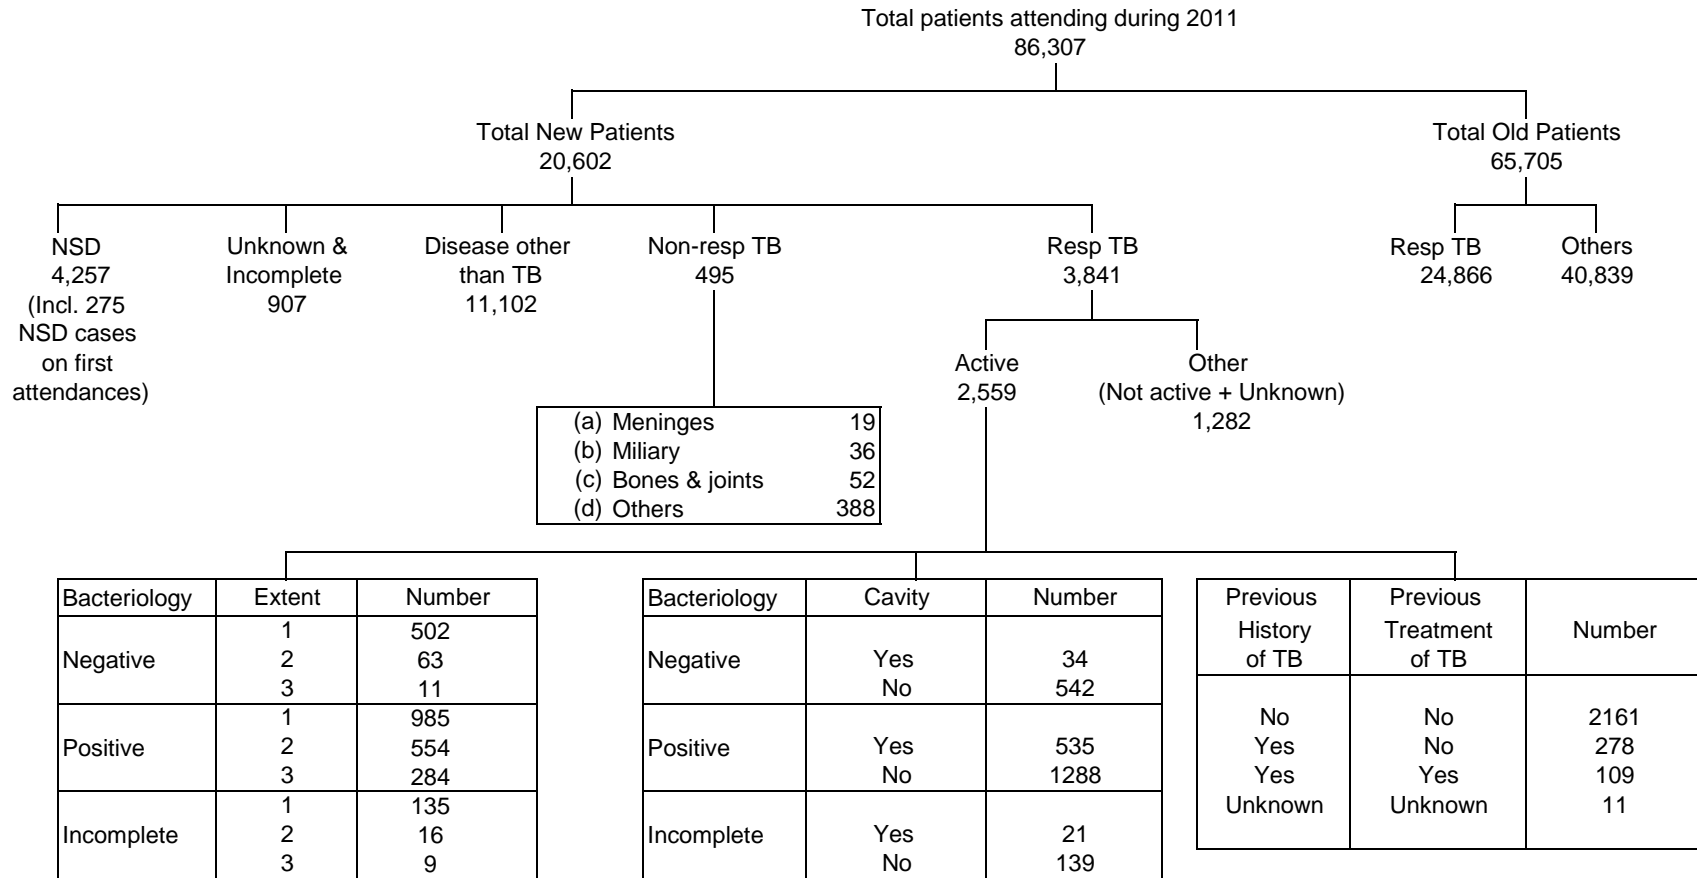 Total patients attending during 2011
86,307
Total New Patients
20,602
Total Old Patients
65,705
NSD
4,257
(Incl. 275
NSD cases
on first
attendances)
Unknown &
Incomplete
907
Disease other
than TB
11,102
Non-resp TB
495
Resp TB
3,841
Resp TB
24,866
Others
40,839
Active
2,559
Other
(Not active + Unknown)
1,282
(a) Meninges 19
(b) Miliary 36
(c) Bones & joints 52
(d) Others 388
Bacteriology Extent Number
1 502
Negative 2 63
3 11
1 985
Positive 2 554
3 284
1 135
Incomplete 2 16
3 9
Bacteriology Cavity Number
Negative Yes 34
No 542
Positive Yes 535
No 1288
Incomplete Yes 21
No 139
Previous Previous
History Treatment Number
of TB of TB
No No 2161
Yes No 278
Yes Yes 109
Unknown Unknown 11